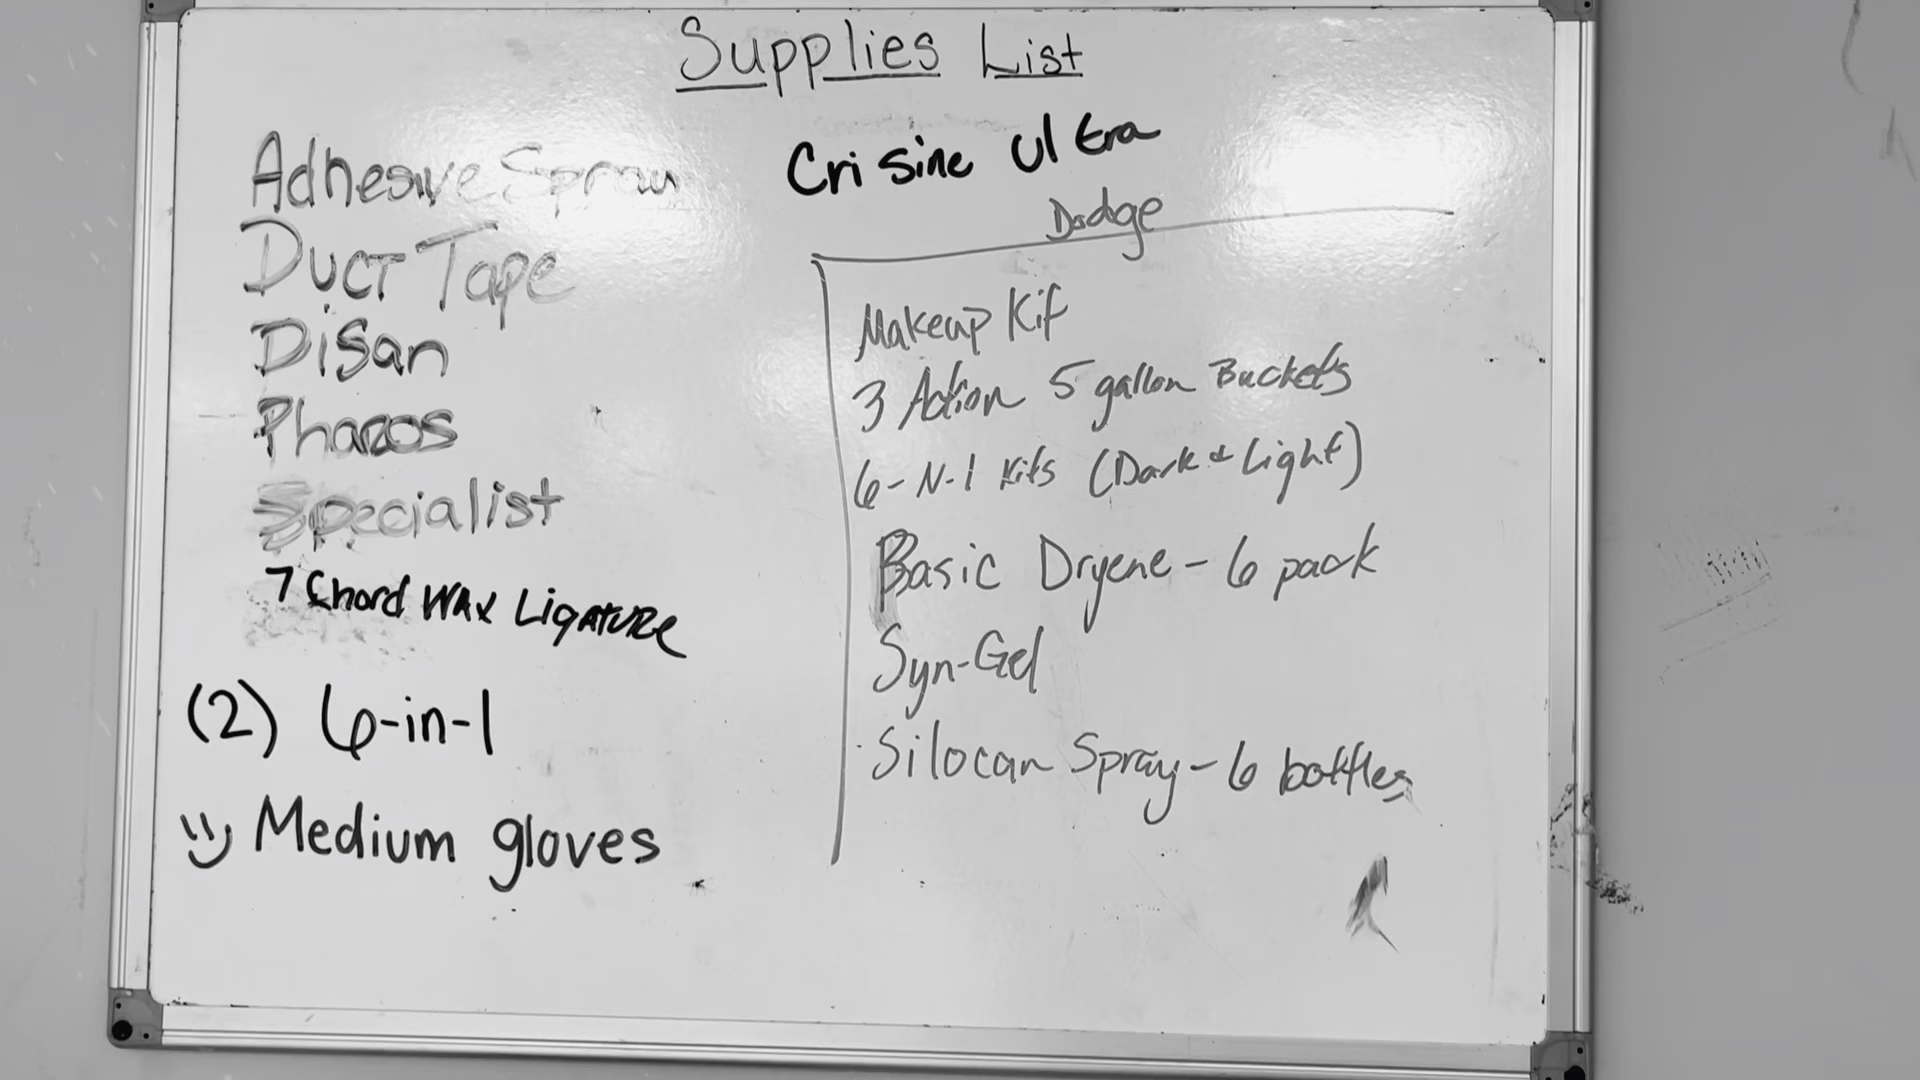 Supplies List
Adhesive Spray
Duct Tape
Disan
Pharos
Specialist
7 Chord Wax Ligature
(2) 6-in-1
Medium gloves
Crisine Ultra
Dodge
Makeup Kit
3 Action 5 gallon Buckets
6-N-1 Kits (Dark & Light)
Basic Dryene - 6 pack
Syn-Gel
Silocan Spray - 6 bottles